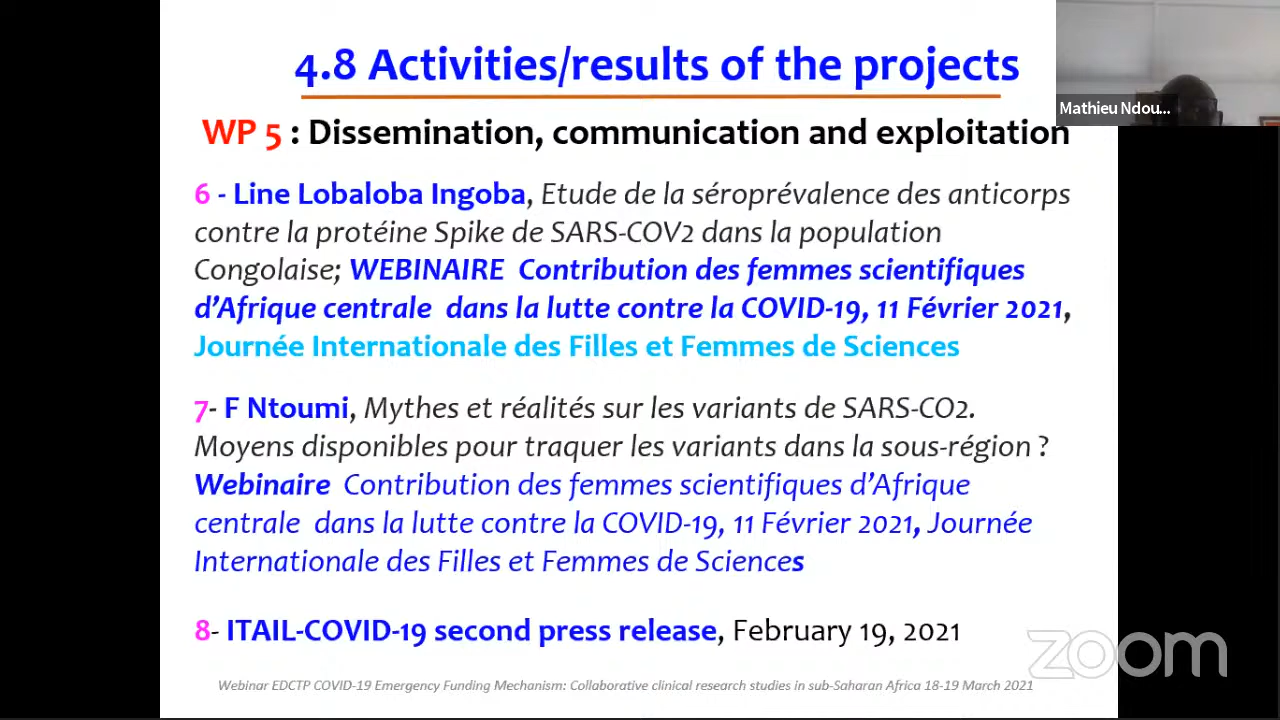 4.8 Activities/results of the projects
Mathieu Ndou...
WP 5 : Dissemination, communication and exploitation
6 - Line Lobaloba Ingoba, Etude de la séroprévalence des anticorps
contre la protéine Spike de SARS-COV2 dans la population
Congolaise; WEBINAIRE Contribution des femmes scientifiques
d’Afrique centrale dans la lutte contre la COVID-19, 11 Février 2021,
Journée Internationale des Filles et Femmes de Sciences
7- F Ntoumi, Mythes et réalités sur les variants de SARS-CO2.
Moyens disponibles pour traquer les variants dans la sous-région ?
Webinaire Contribution des femmes scientifiques d’Afrique
centrale dans la lutte contre la COVID-19, 11 Février 2021, Journée
Internationale des Filles et Femmes de Sciences
8- ITAIL-COVID-19 second press release, February 19, 2021
zoom
Webinar EDCTP COVID-19 Emergency Funding Mechanism: Collaborative clinical research studies in sub-Saharan Africa 18-19 March 2021